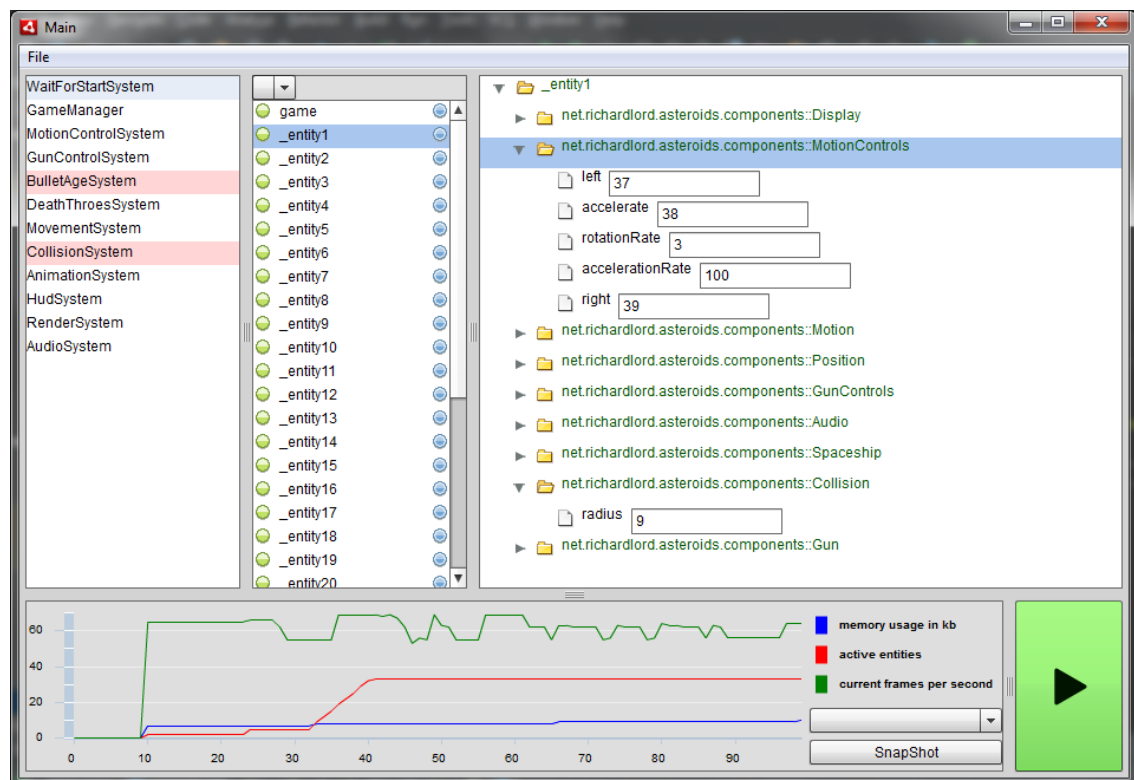 Main
File
WaitForStartSystem
GameManager
MotionControlSystem
GunControlSystem
BulletAgeSystem
DeathThroesSystem
MovementSystem
CollisionSystem
AnimationSystem
HudSystem
RenderSystem
AudioSystem
game
_entity1
_entity2
_entity3
_entity4
_entity5
_entity6
_entity7
_entity8
_entity9
_entity10
_entity11
_entity12
_entity13
_entity14
_entity15
_entity16
_entity17
_entity18
_entity19
_entity20
_entity1
net.richardlord.asteroids.components::Display
net.richardlord.asteroids.components::MotionControls
left 37
accelerate 38
rotationRate 3
accelerationRate 100
right 39
net.richardlord.asteroids.components::Motion
net.richardlord.asteroids.components::Position
net.richardlord.asteroids.components::GunControls
net.richardlord.asteroids.components::Audio
net.richardlord.asteroids.components::Spaceship
net.richardlord.asteroids.components::Collision
radius 9
net.richardlord.asteroids.components::Gun
60
40
20
0
0 10 20 30 40 50 60 70 80 90
memory usage in kb
active entities
current frames per second
SnapShot